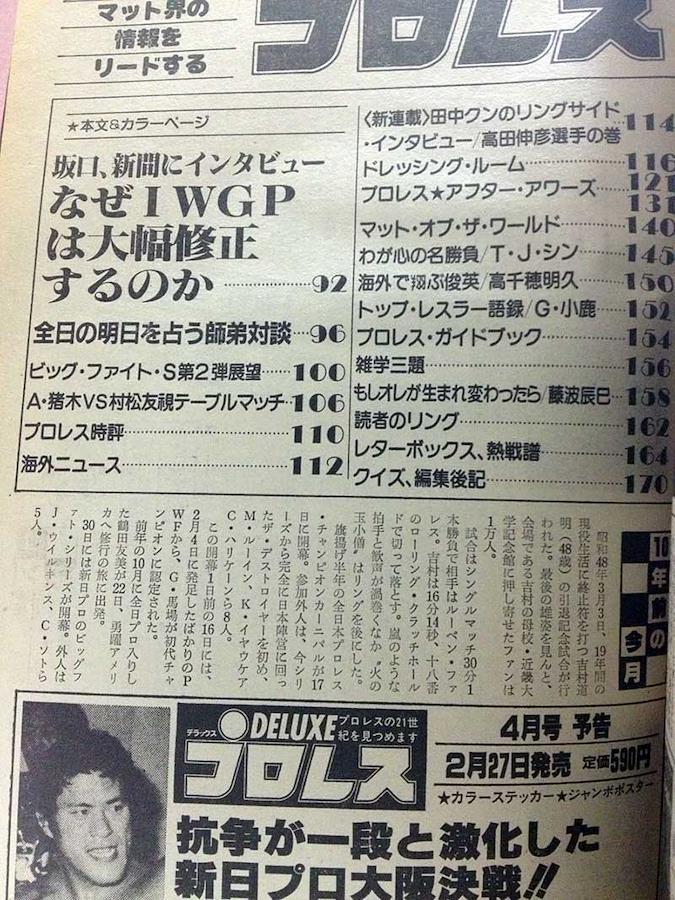 マット界の
情報を
リードする
プロレス
★本文&カラーページ
坂口、新間にインタビュー
なぜIWGP
は大幅修正
するのか………92
全日の明日を占う師弟対談…96
ビッグ・ファイト・S第2弾展望……100
A・猪木VS村松友視テーブルマッチ…106
プロレス時評………110
海外ニュース………112
〈新連載〉田中クンのリングサイド
・インタビュー/高田伸彦選手の巻 114
ドレッシング・ルーム………116
プロレス★アフター・アワーズ……121
131
マット・オブ・ザ・ワールド………140
わが心の名勝負/T・J・シン……145
海外で翔ぶ俊英/高千穂明久……150
トップ・レスラー語録/G・小鹿……152
プロレス・ガイドブック………154
雑学三題………156
もしオレが生まれ変わったら/藤波辰巳…158
読者のリング………162
レターボックス、熱戦譜………164
クイズ、編集後記………170
10年前の今月
昭和48年3月3日、19年間の
現役生活に終止符を打つ吉村道
明(48歳)の引退記念試合が行
われた。最後の雄姿を見んと、
会場である吉村の母校・近畿大
学記念館に押し寄せたファンは
1万人。
試合はシングルマッチ30分1
本勝負で相手はルーベン・ファ
レス。吉村は16分14秒、十八番
のローリング・クラッチホール
ドで切って落とす。嵐のような
拍手と歓声が渦巻くなか〝火の
玉小僧〟はリングを後にした。
旗揚げ半年の全日本プロレス
・チャンピオンカーニバルが17
日に開幕。参加外人は、今シリ
ーズから完全に日本陣営に回っ
たザ・デストロイヤーを初め、
M・ルーイン、K・イヤウケア
C・ハリケーンら8人。
この開幕1日前の16日には、
2月4日に発足したばかりのP
WFから、G・馬場が初代チャ
ンピオンに認定された。
前年の10月に全日プロ入りし
た鶴田友美が22日、勇躍アメリ
カへ修行の旅に出発。
30日には新日プロのビッグフ
ァト・シリーズが開幕。外人は
J・ウイルキンス、C・ソトら
5人。
デラックス
DELUXE
プロレス
プロレスの21世
紀を見つめます
4月号 予告
2月27日発売 定価590円
★カラーステッカー★ジャンボポスター
抗争が一段と激化した
新日プロ大阪決戦!!